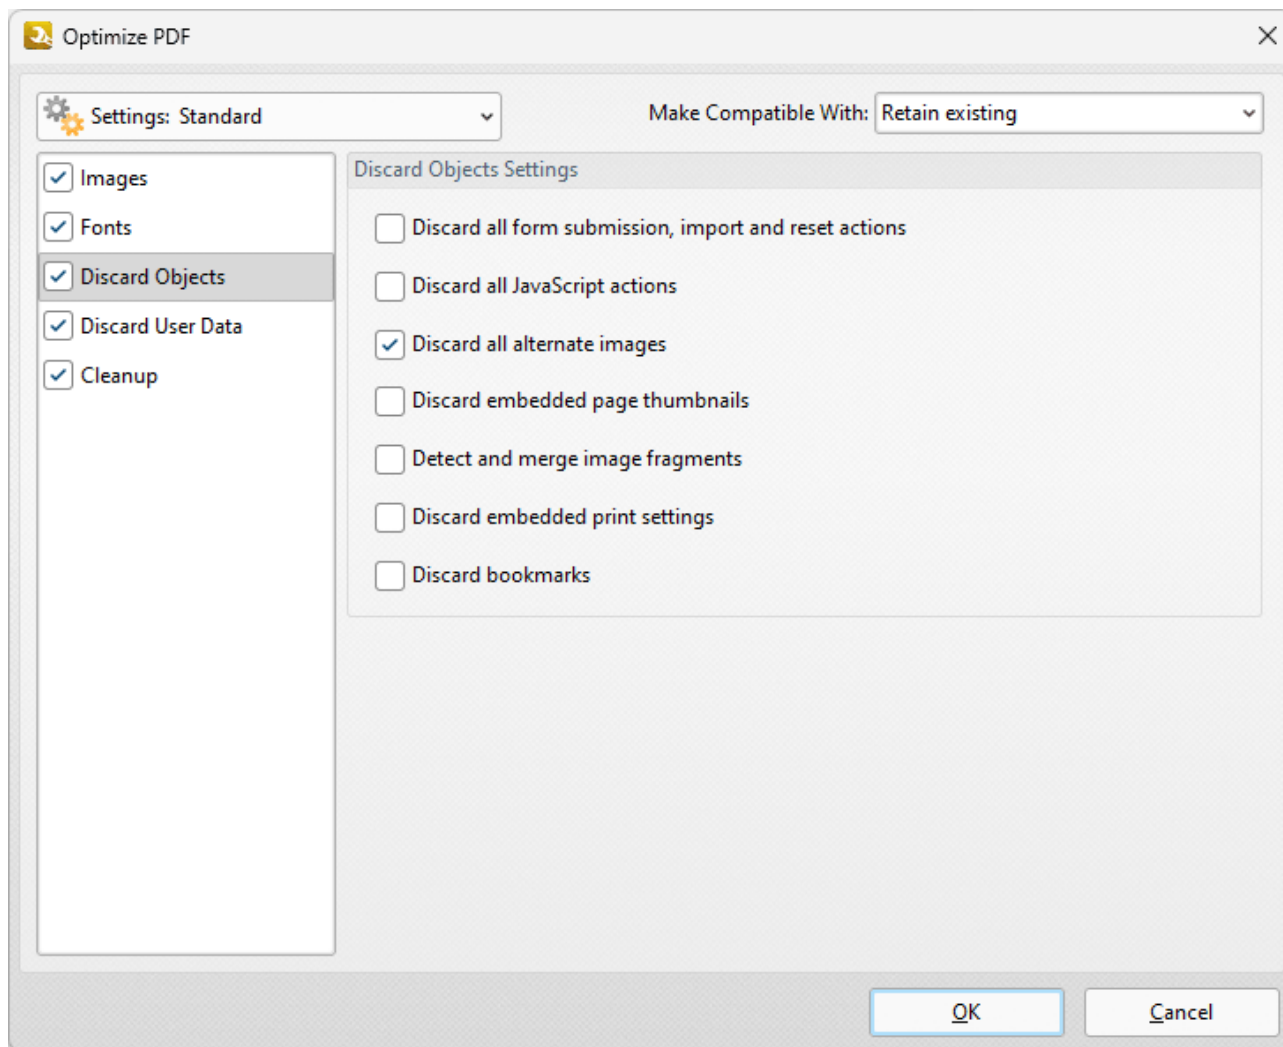 Optimize PDF
Settings: Standard
Make Compatible With: Retain existing
Images
Fonts
Discard Objects
Discard User Data
Cleanup
Discard Objects Settings
Discard all form submission, import and reset actions
Discard all JavaScript actions
Discard all alternate images
Discard embedded page thumbnails
Detect and merge image fragments
Discard embedded print settings
Discard bookmarks
OK
Cancel